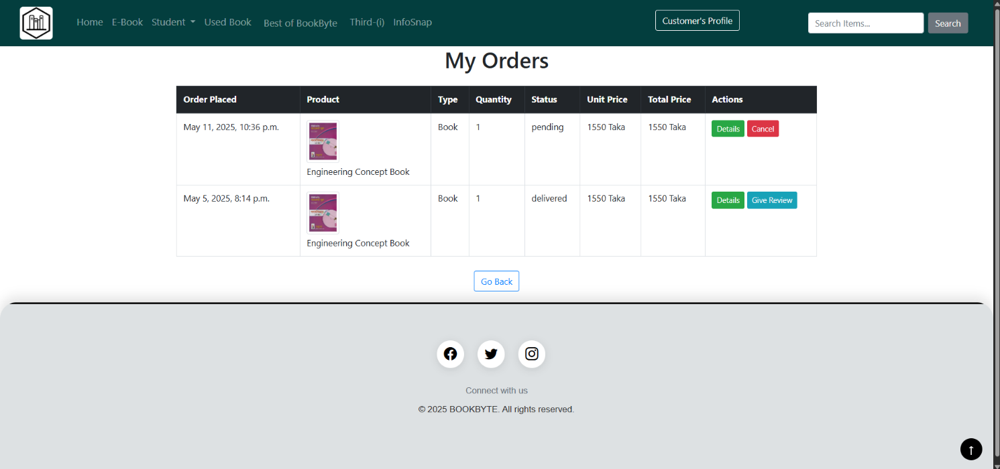 Home E-Book Student Used Book Best of BookByte Third-(i) InfoSnap Customer's Profile Search Items... Search
My Orders
Order Placed Product Type Quantity Status Unit Price Total Price Actions
May 11, 2025, 10:36 p.m. Book 1 pending 1550 Taka 1550 Taka Details Cancel
Engineering Concept Book
May 5, 2025, 8:14 p.m. Book 1 delivered 1550 Taka 1550 Taka Details Give Review
Engineering Concept Book
Go Back
Connect with us
© 2025 BOOKBYTE. All rights reserved.